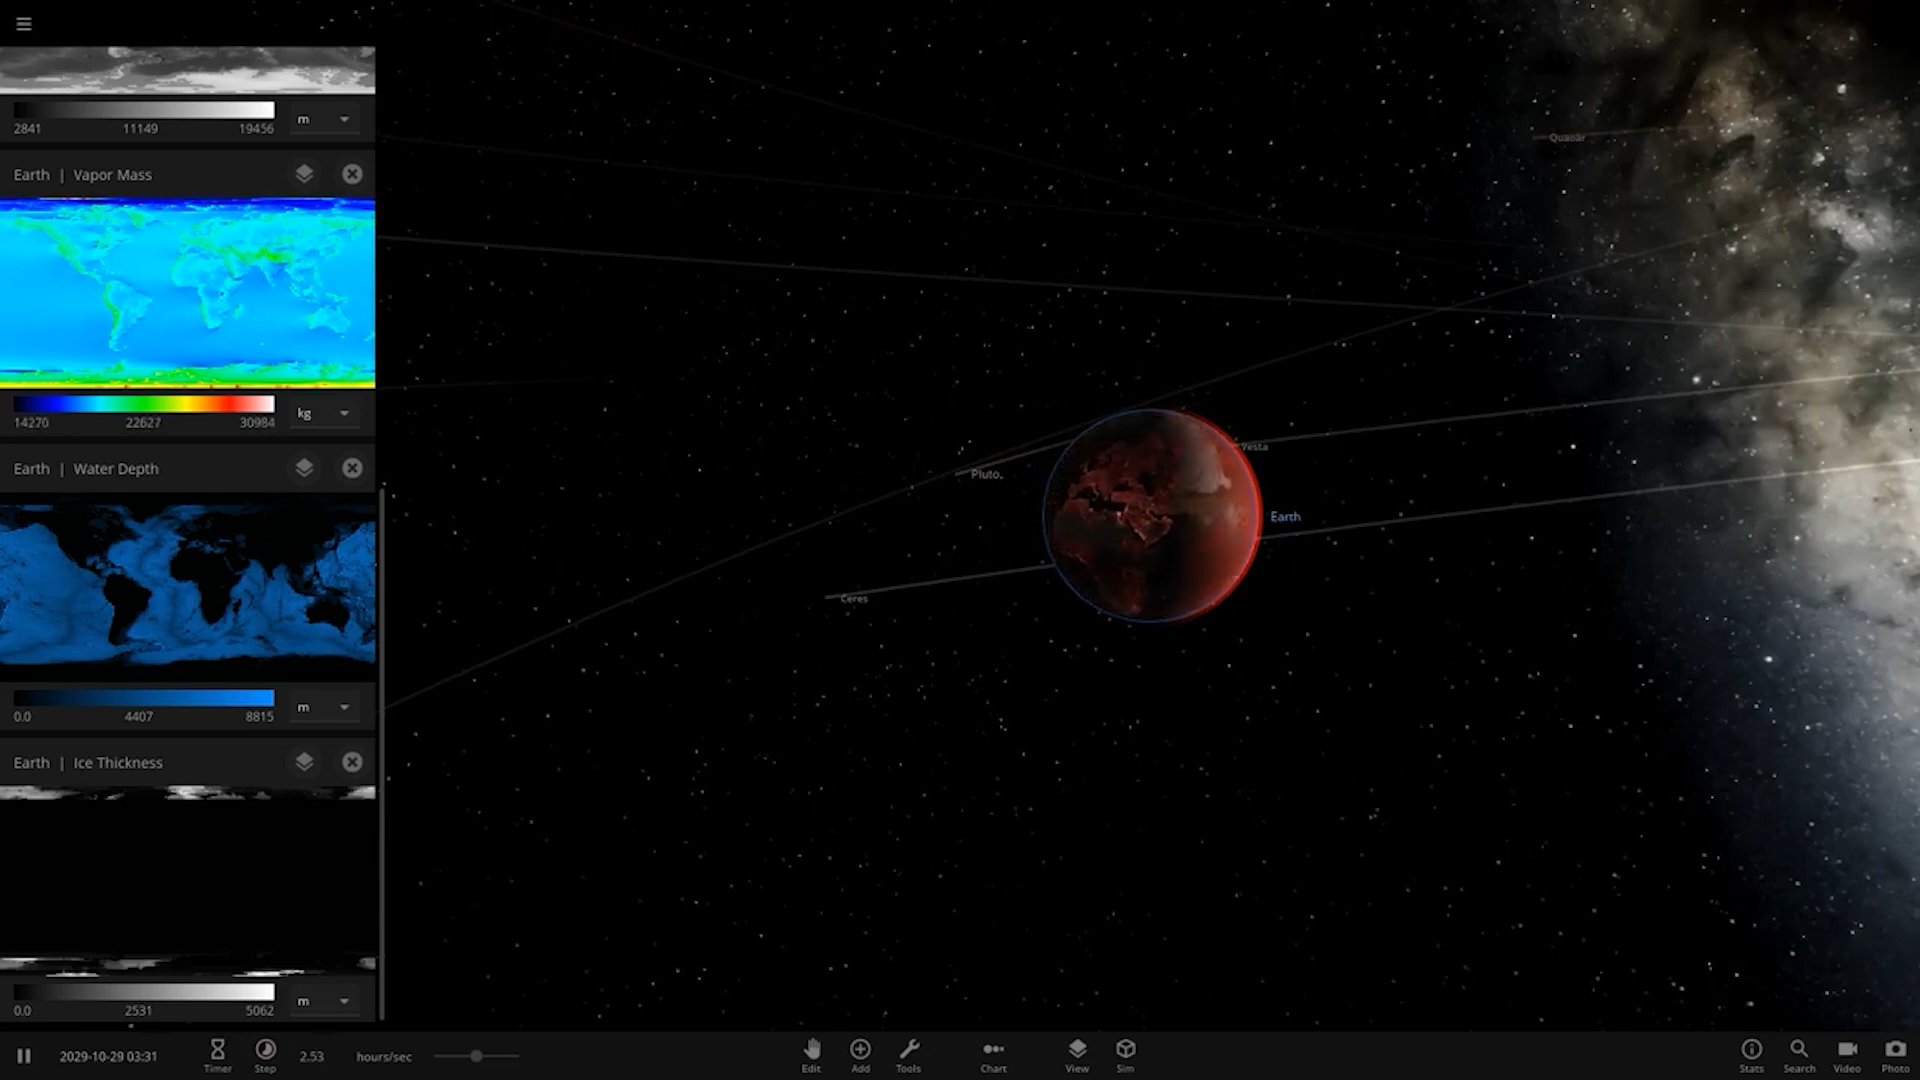 2841 11149 19456 m
Earth | Vapor Mass
14270 22627 30984 kg
Earth | Water Depth
0.0 4407 8815 m
Earth | Ice Thickness
0.0 2531 5062 m
Quaoar
Vesta
Pluto
Earth
Ceres
2029-10-29 03:31
Timer
Step
2.53 hours/sec
Edit
Add
Tools
Chart
View
Sim
Stats
Search
Video
Photo